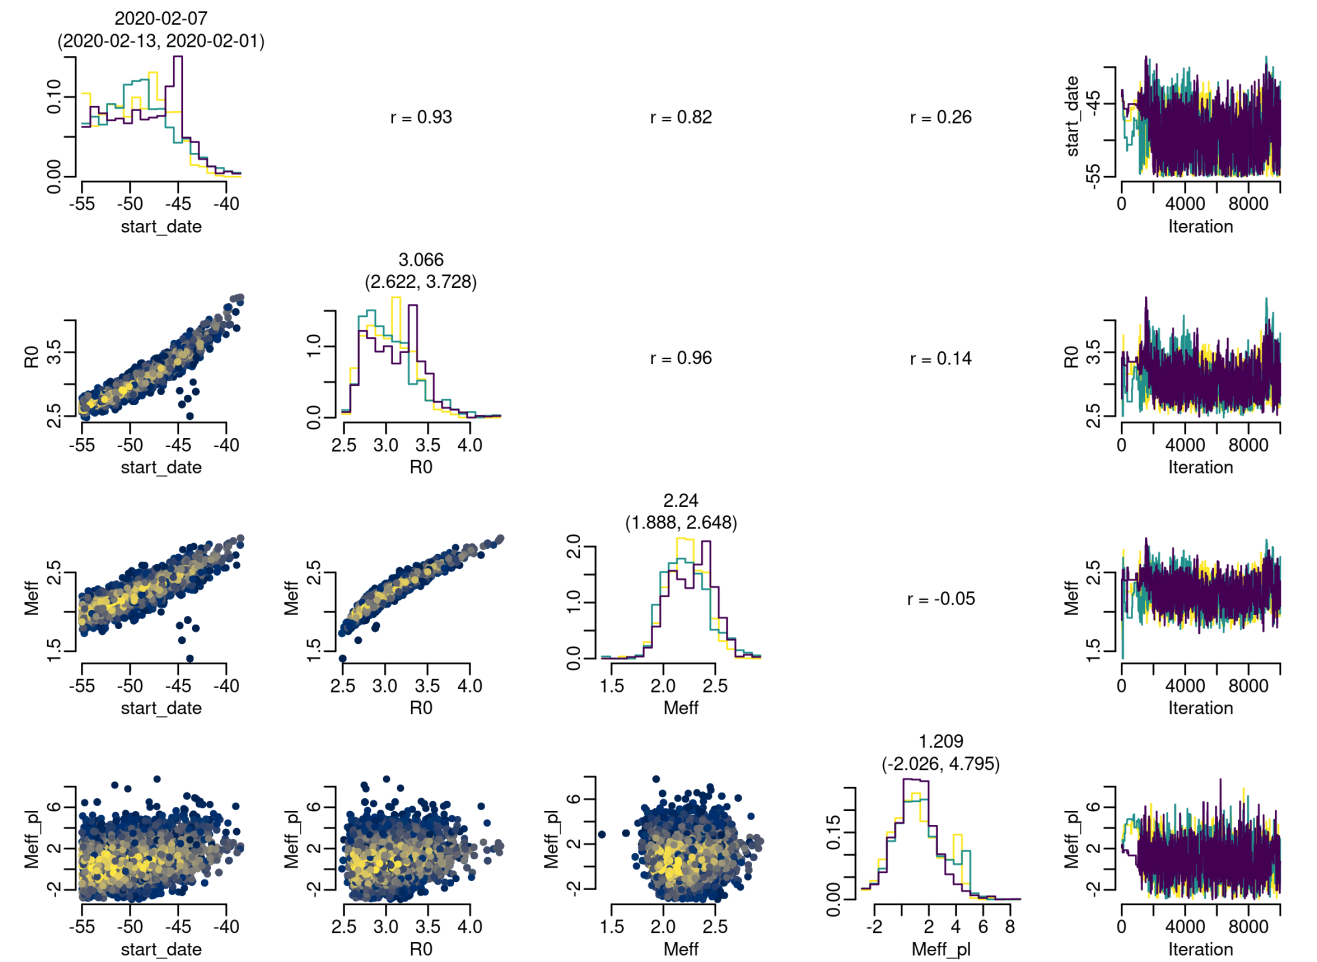 2020-02-07
(2020-02-13, 2020-02-01)
0.10
0.00
-55 -50 -45 -40
start_date
r = 0.93
r = 0.82
r = 0.26
start_date
-45
-55
0 4000 8000
Iteration
R0
3.5
2.5
-55 -50 -45 -40
start_date
3.066
(2.622, 3.728)
1.0
0.0
2.5 3.0 3.5 4.0
R0
r = 0.96
r = 0.14
R0
3.5
2.5
0 4000 8000
Iteration
Meff
2.5
1.5
-55 -50 -45 -40
start_date
Meff
2.5
1.5
2.5 3.0 3.5 4.0
R0
2.24
(1.888, 2.648)
2.0
1.0
0.0
1.5 2.0 2.5
Meff
r = -0.05
Meff
2.5
1.5
0 4000 8000
Iteration
Meff_pl
6
2
-2
-55 -50 -45 -40
start_date
Meff_pl
6
2
-2
2.5 3.0 3.5 4.0
R0
Meff_pl
6
2
-2
1.5 2.0 2.5
Meff
1.209
(-2.026, 4.795)
0.15
0.00
-2 2 4 6 8
Meff_pl
Meff_pl
6
2
-2
0 4000 8000
Iteration